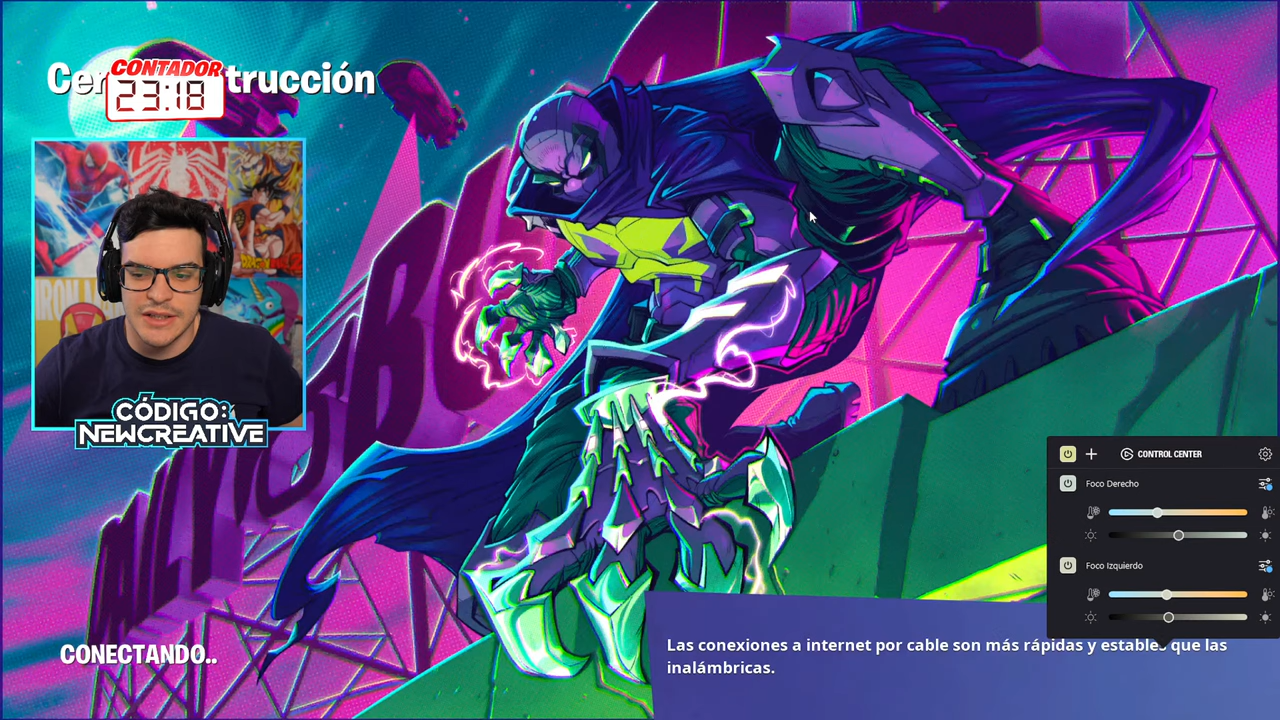 CONTADOR
23:18
trucción
CÓDIGO:
NEWCREATIVE
CONTROL CENTER
Foco Derecho
Foco Izquierdo
CONECTANDO..
Las conexiones a internet por cable son más rápidas y estables que las
inalámbricas.